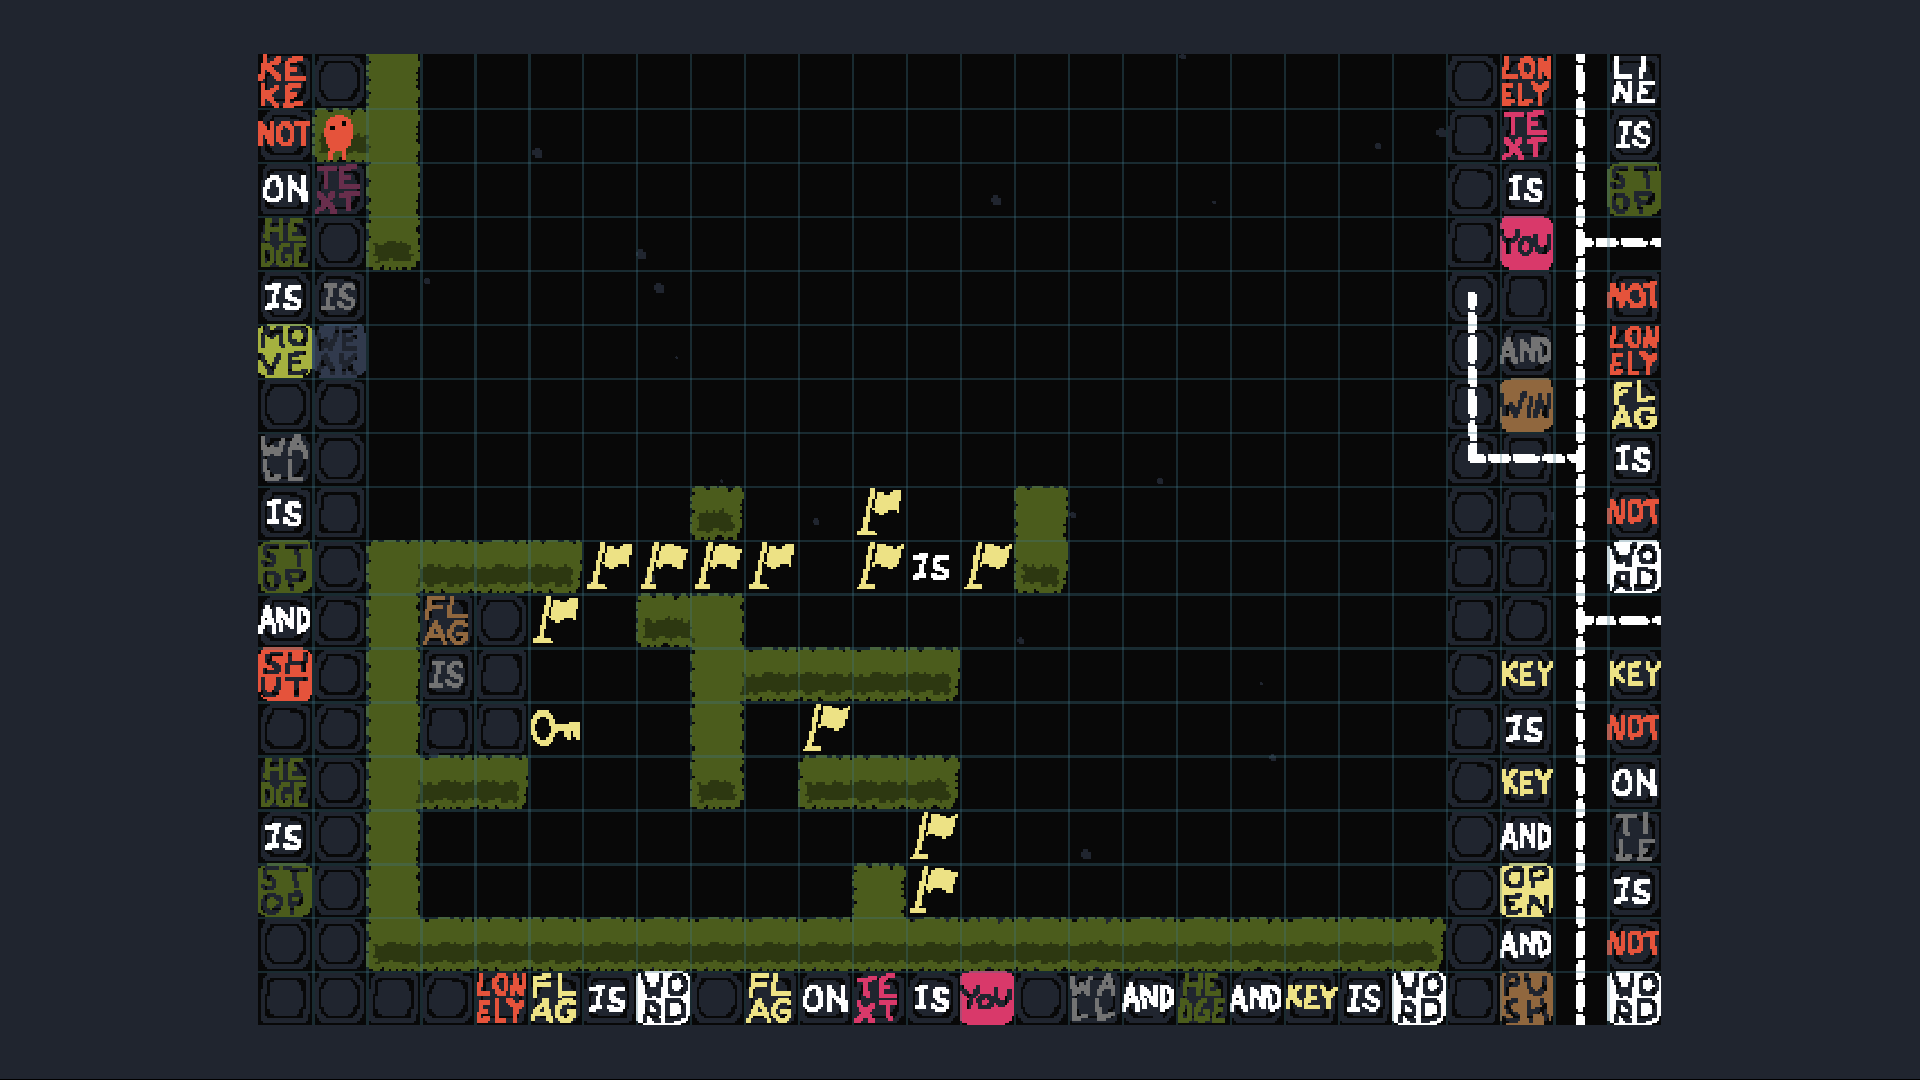 KEKE NOT ON HEDGE IS MOVE
WALL IS STOP AND SHUT
HEDGE IS STOP
TEXT
IS WEAK
FLAG IS
IS
LONELY FLAG IS WORD
FLAG ON TEXT IS YOU
WALL AND HEDGE AND KEY IS WORD
LONELY TEXT IS YOU
AND WIN
KEY IS KEY AND OPEN AND PUSH
LINE IS STOP
NOT LONELY FLAG IS NOT WORD
KEY NOT ON TILE IS NOT WORD